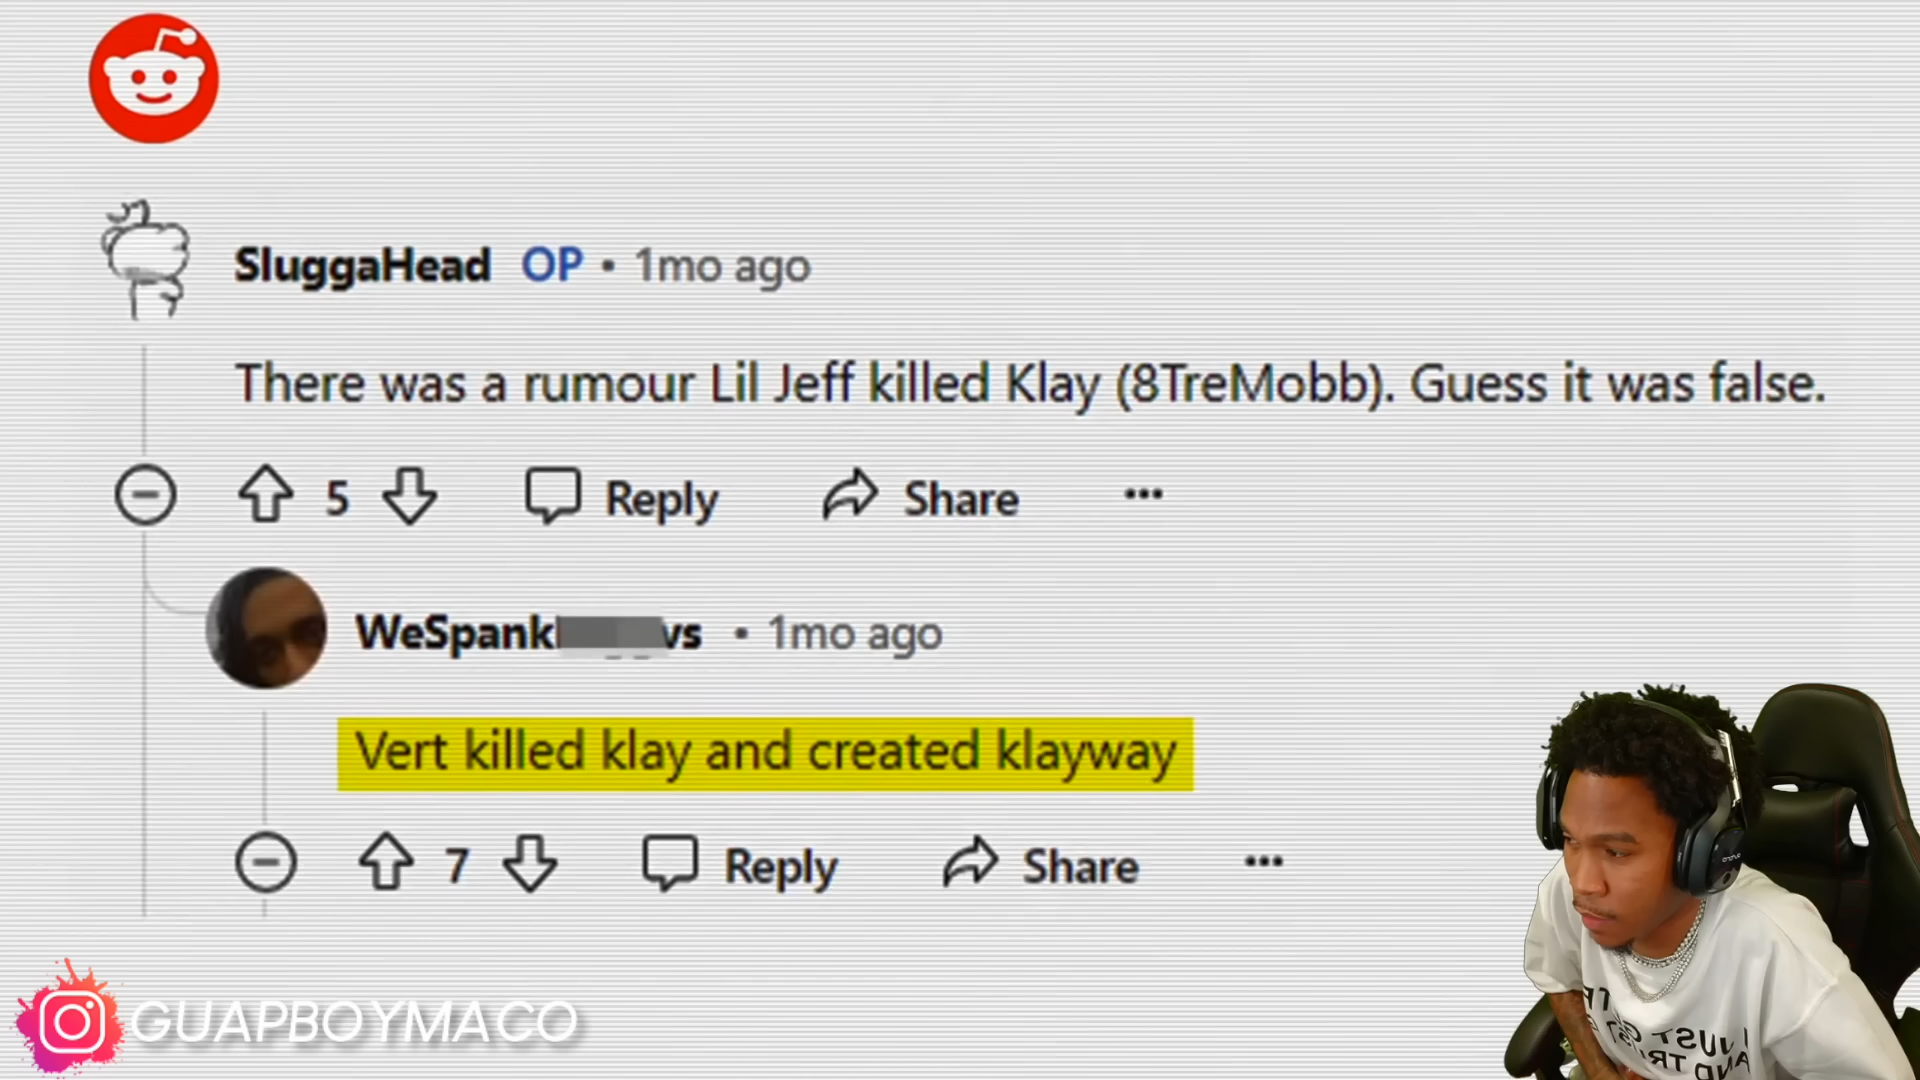 SluggaHead OP • 1mo ago
There was a rumour Lil Jeff killed Klay (8TreMobb). Guess it was false.
5 Reply Share ...
WeSpank vs • 1mo ago
Vert killed klay and created klayway
7 Reply Share ...
GUAPBOYMACO